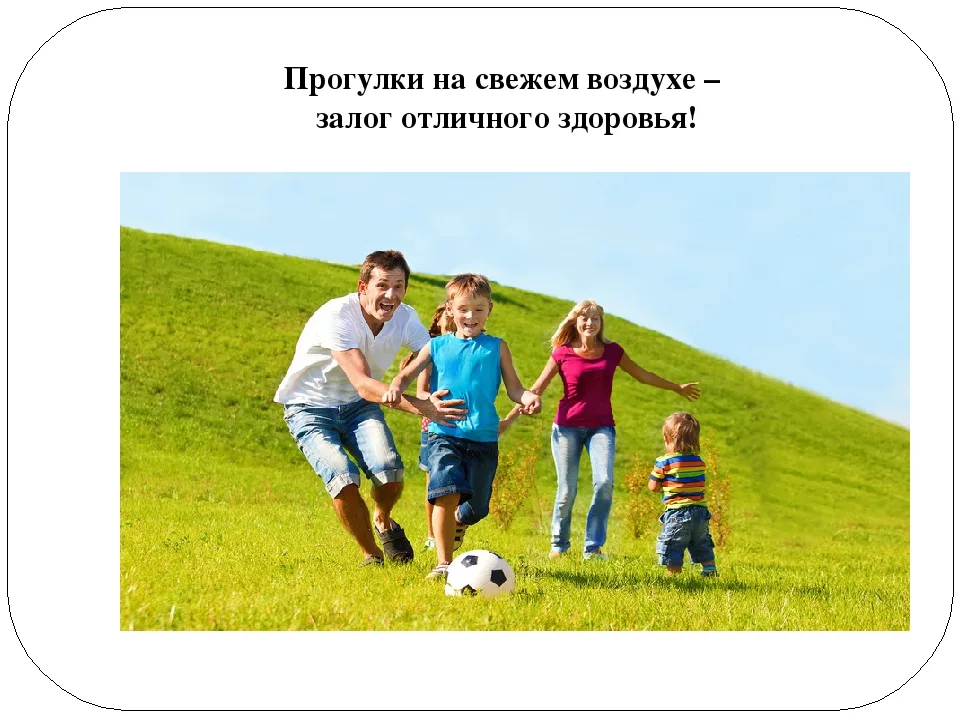 Прогулки на свежем воздухе –
залог отличного здоровья!